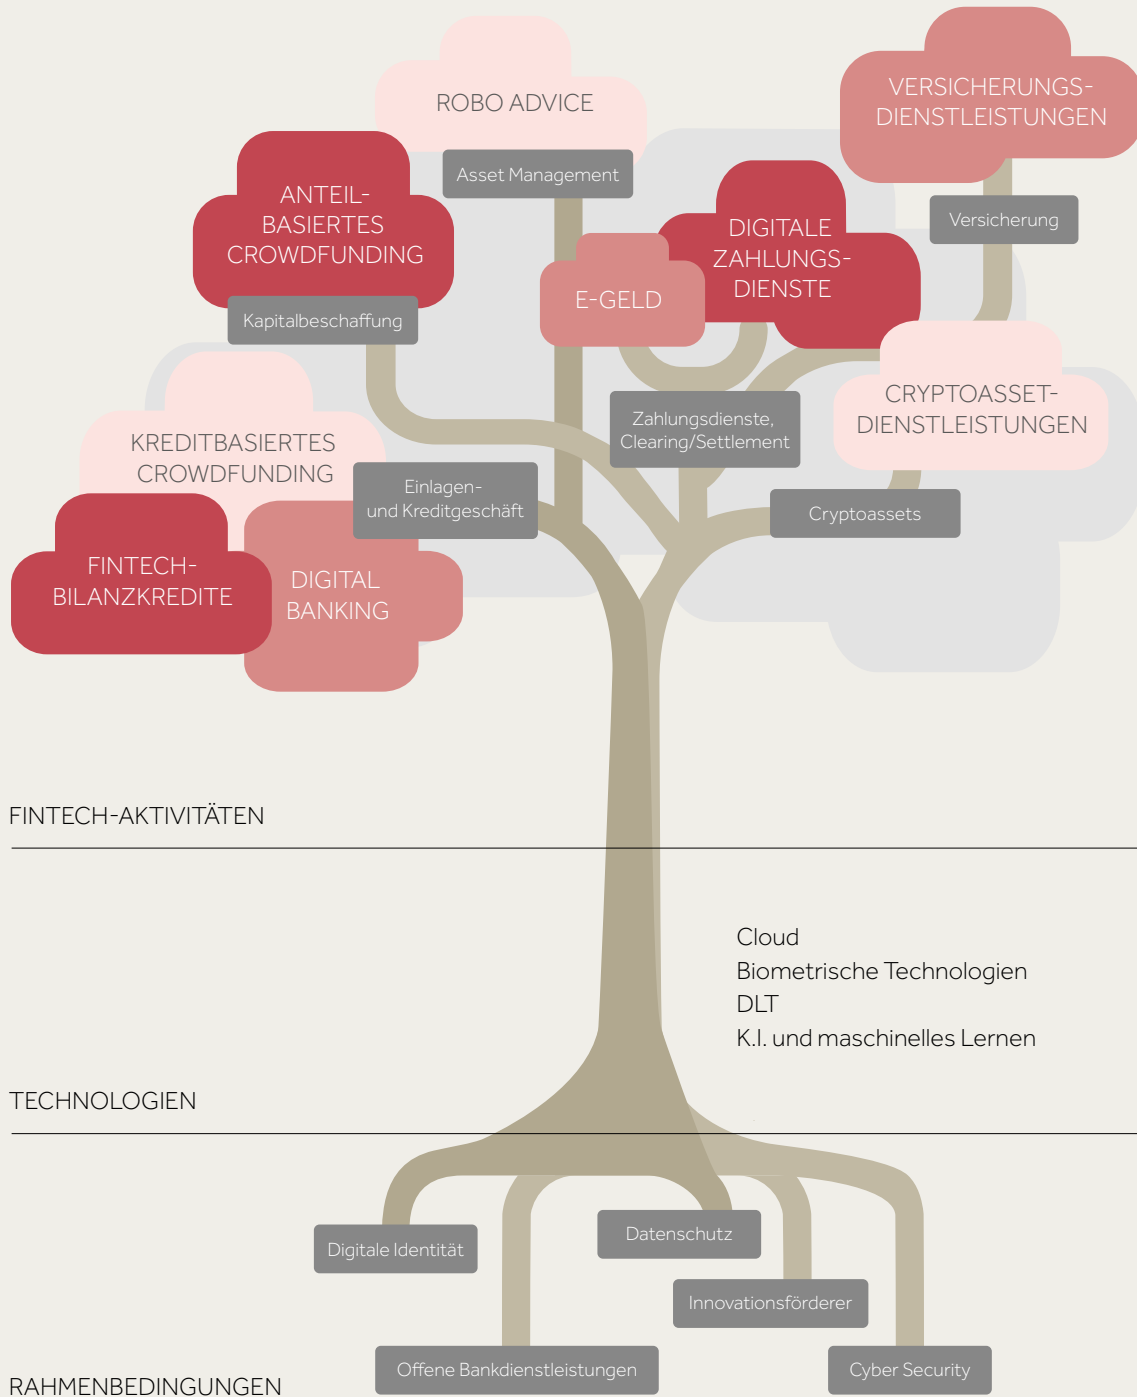 ROBO ADVICE
Asset Management
VERSICHERUNGS-
DIENSTLEISTUNGEN
Versicherung
ANTEIL-
BASIERTES
CROWDFUNDING
Kapitalbeschaffung
E-GELD
DIGITALE
ZAHLUNGS-
DIENSTE
Zahlungsdienste,
Clearing/Settlement
CRYPTOASSET-
DIENSTLEISTUNGEN
Cryptoassets
KREDITBASIERTES
CROWDFUNDING
Einlagen-
und Kreditgeschäft
FINTECH-
BILANZKREDITE
DIGITAL
BANKING
FINTECH-AKTIVITÄTEN
Cloud
Biometrische Technologien
DLT
K.I. und maschinelles Lernen
TECHNOLOGIEN
Digitale Identität
Datenschutz
Innovationsförderer
Offene Bankdienstleistungen
Cyber Security
RAHMENBEDINGUNGEN